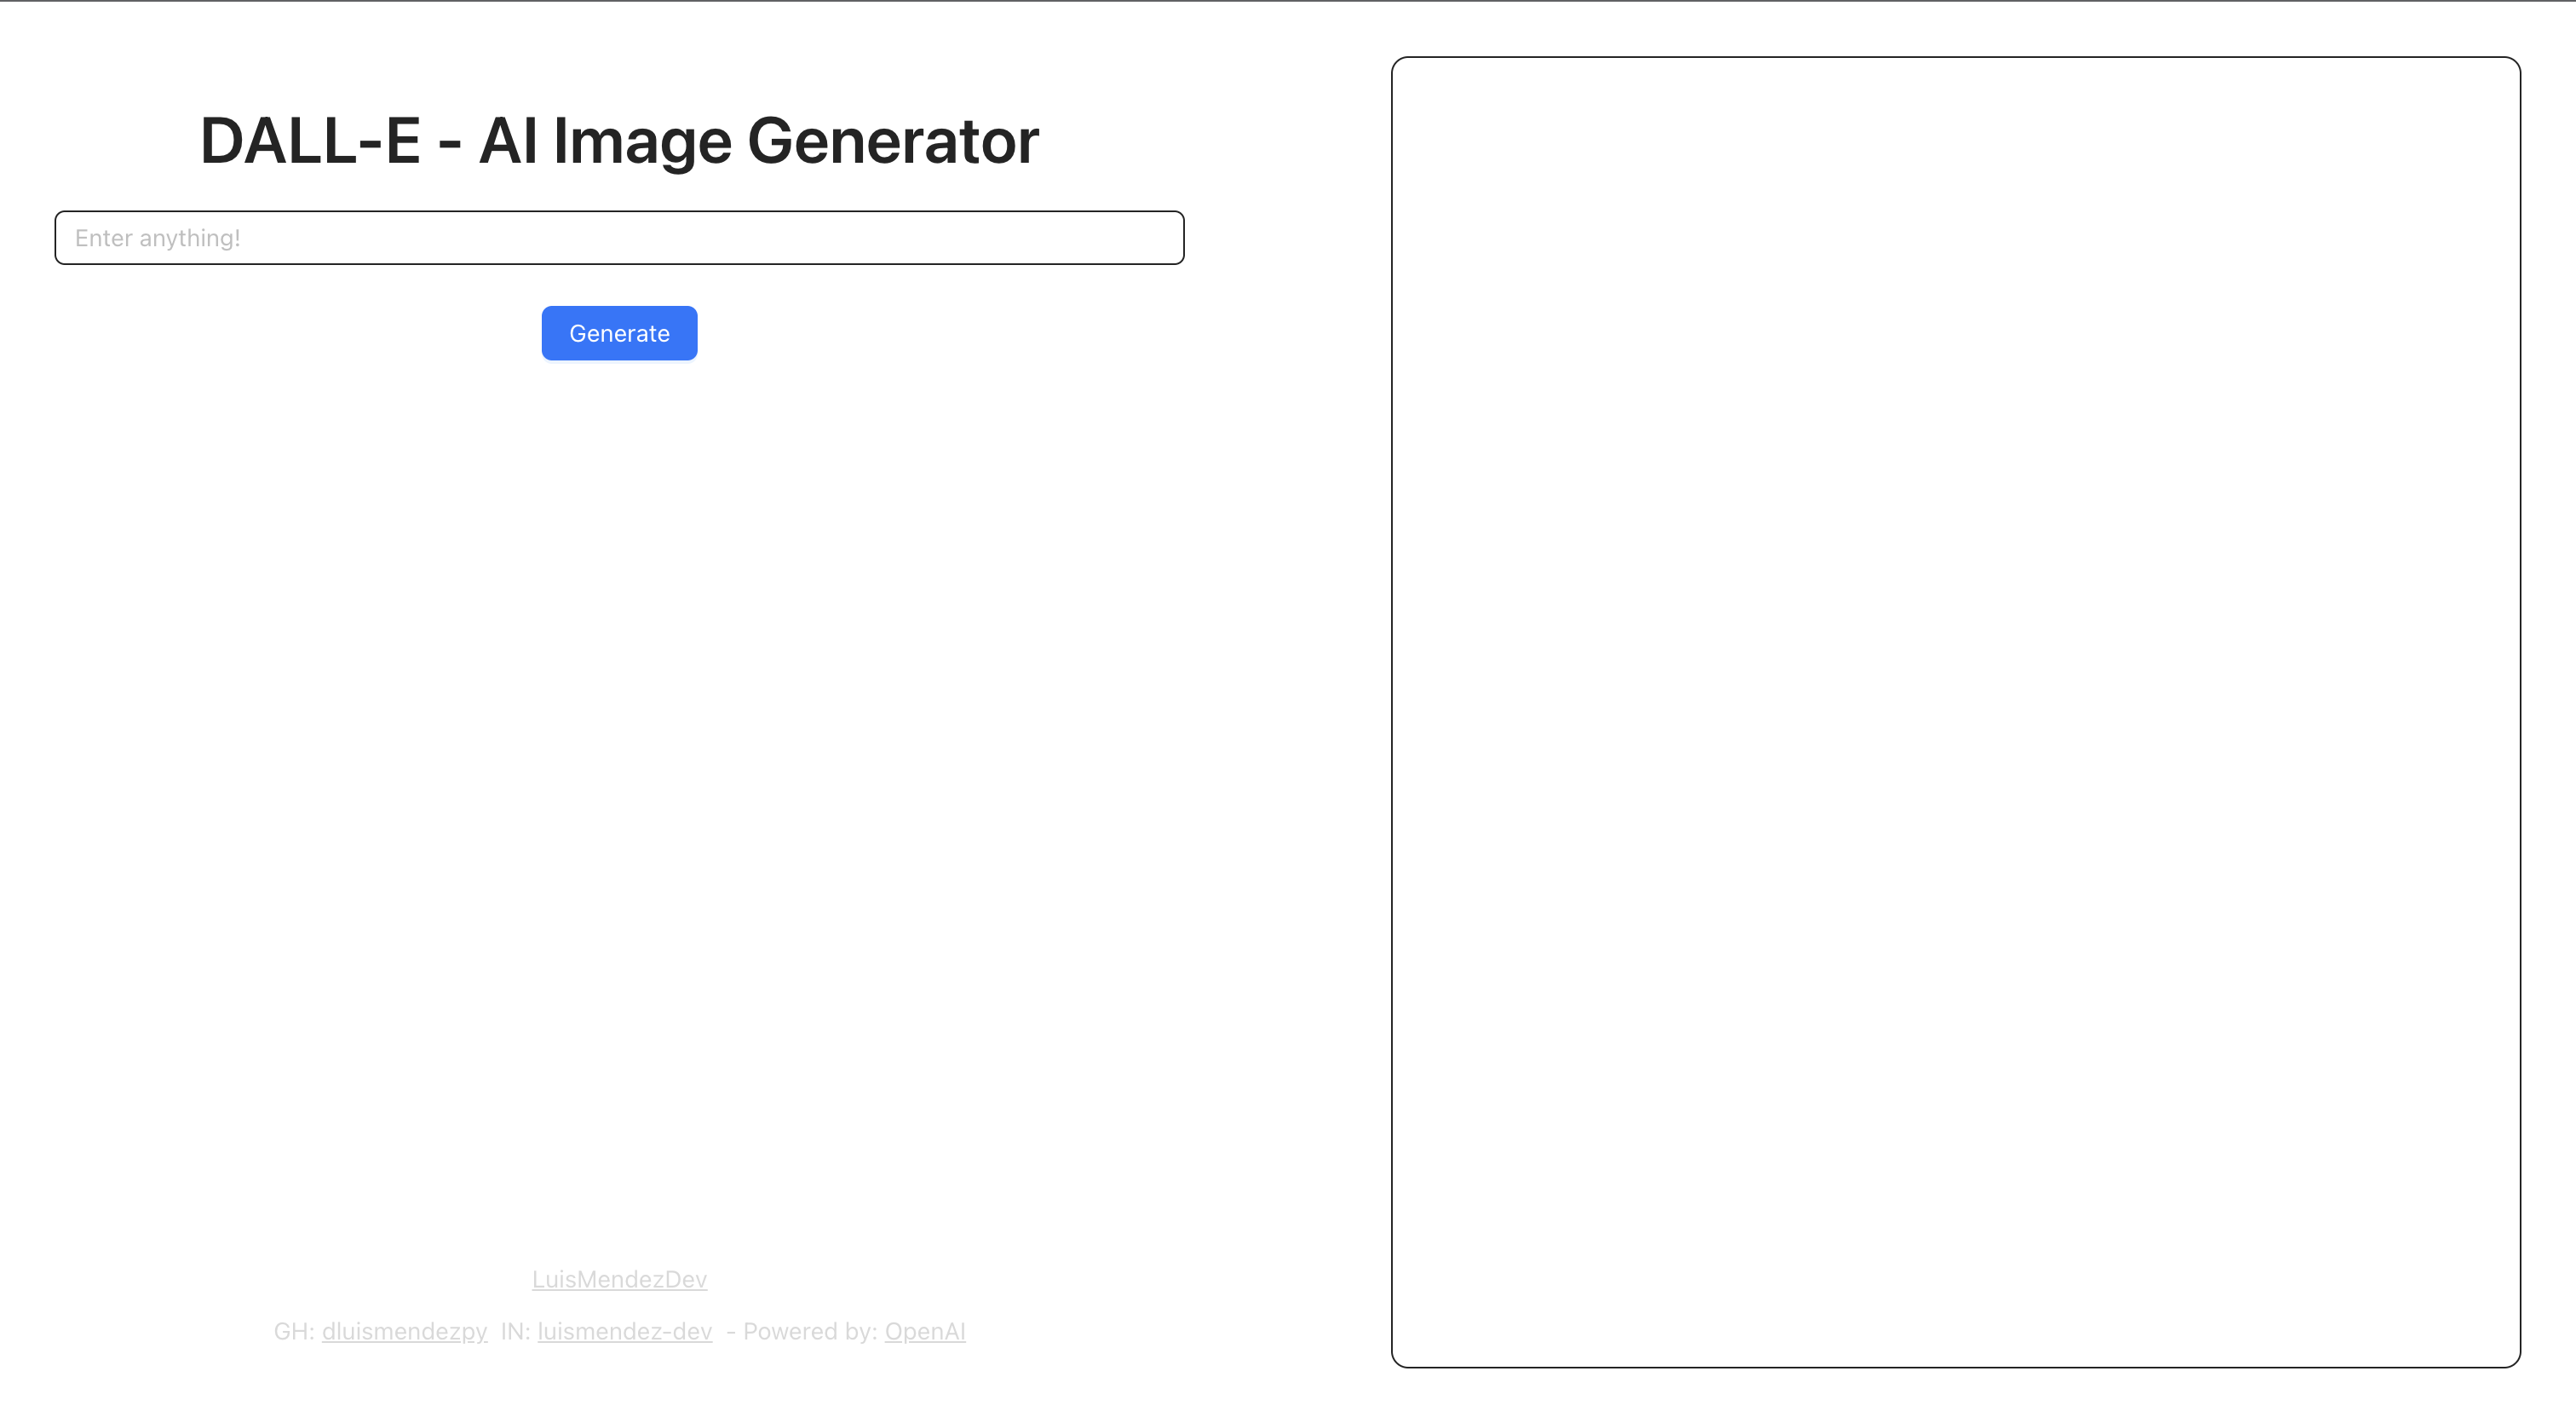 DALL-E - AI Image Generator
Enter anything!
Generate
LuisMendezDev
GH: dluismendezpy IN: luismendez-dev - Powered by: OpenAI